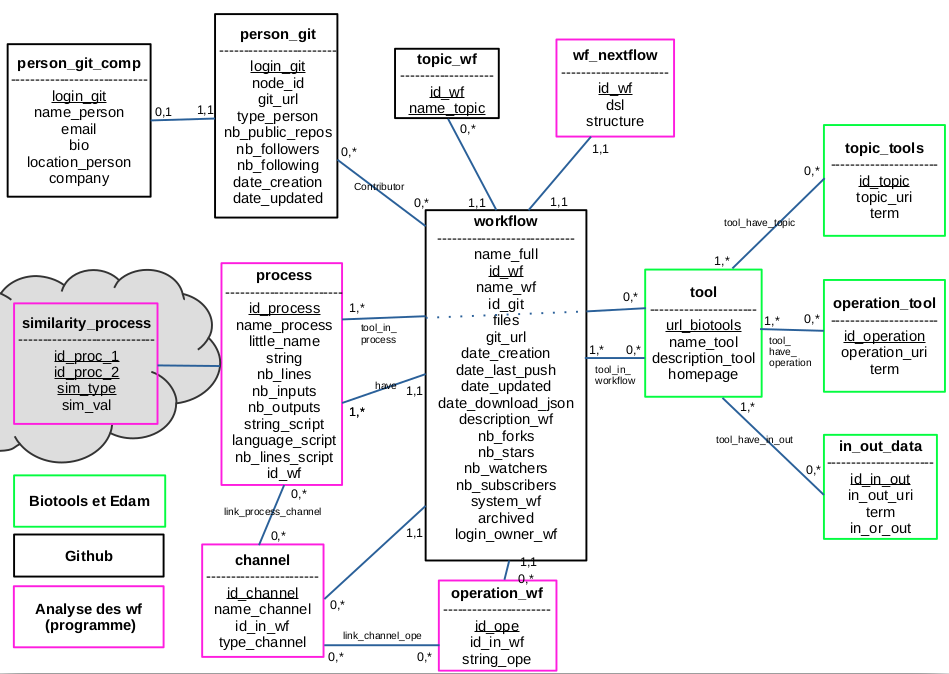 person_git_comp
login_git
name_person
email
bio
location_person
company
0,1
1,1
person_git
login_git
node_id
git_url
type_person
nb_public_repos
nb_followers
nb_following
date_creation
date_updated
0,*
Contributor
0,*
topic_wf
id_wf
name_topic
0,*
1,1
wf_nextflow
id_wf
dsl
structure
1,1
1,1
workflow
name_full
id_wf
name_wf
id_git
files
git_url
date_creation
date_last_push
date_updated
date_download_json
description_wf
nb_forks
nb_stars
nb_watchers
nb_subscribers
system_wf
archived
login_owner_wf
topic_tools
id_topic
topic_uri
term
0,*
tool_have_topic
1,*
tool
url_biotools
name_tool
description_tool
homepage
0,*
1,*
0,*
tool_in_
workflow
1,*
0,*
tool_
have_
operation
operation_tool
id_operation
operation_uri
term
1,*
tool_have_in_out
0,*
in_out_data
id_in_out
in_out_uri
term
in_or_out
similarity_process
id_proc_1
id_proc_2
sim_type
sim_val
process
id_process
name_process
little_name
string
nb_lines
nb_inputs
nb_outputs
string_script
language_script
nb_lines_script
id_wf
1,*
tool_in_
process
have
1,1
1,*
0,*
link_process_channel
0,*
channel
id_channel
name_channel
id_in_wf
type_channel
1,1
0,*
link_channel_ope
0,*
0,*
1,1
0,*
operation_wf
id_ope
id_in_wf
string_ope
Biotools et Edam
Github
Analyse des wf
(programme)